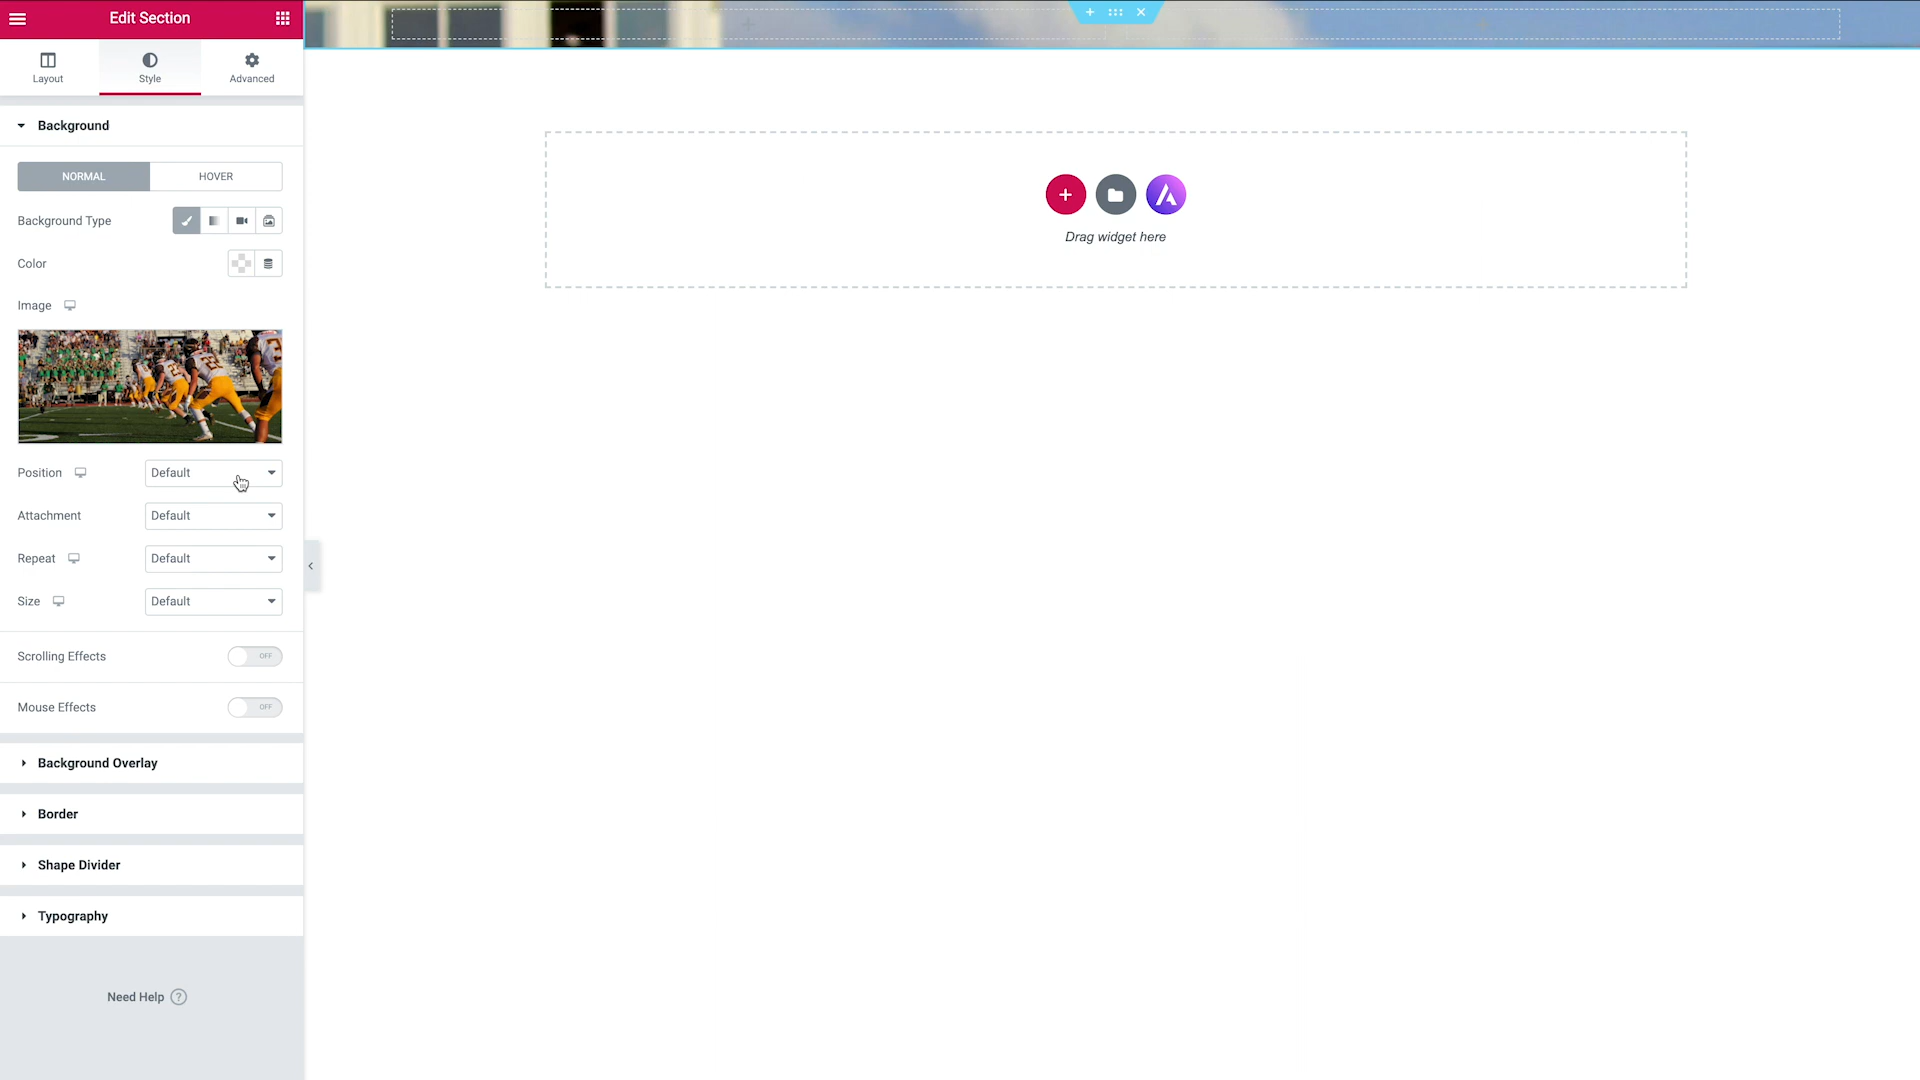 Edit Section
Layout
Style
Advanced
Background
NORMAL
HOVER
Background Type
Color
Image
Position
Default
Attachment
Default
Repeat
Default
Size
Default
Scrolling Effects
OFF
Mouse Effects
OFF
Background Overlay
Border
Shape Divider
Typography
Need Help ?
Drag widget here